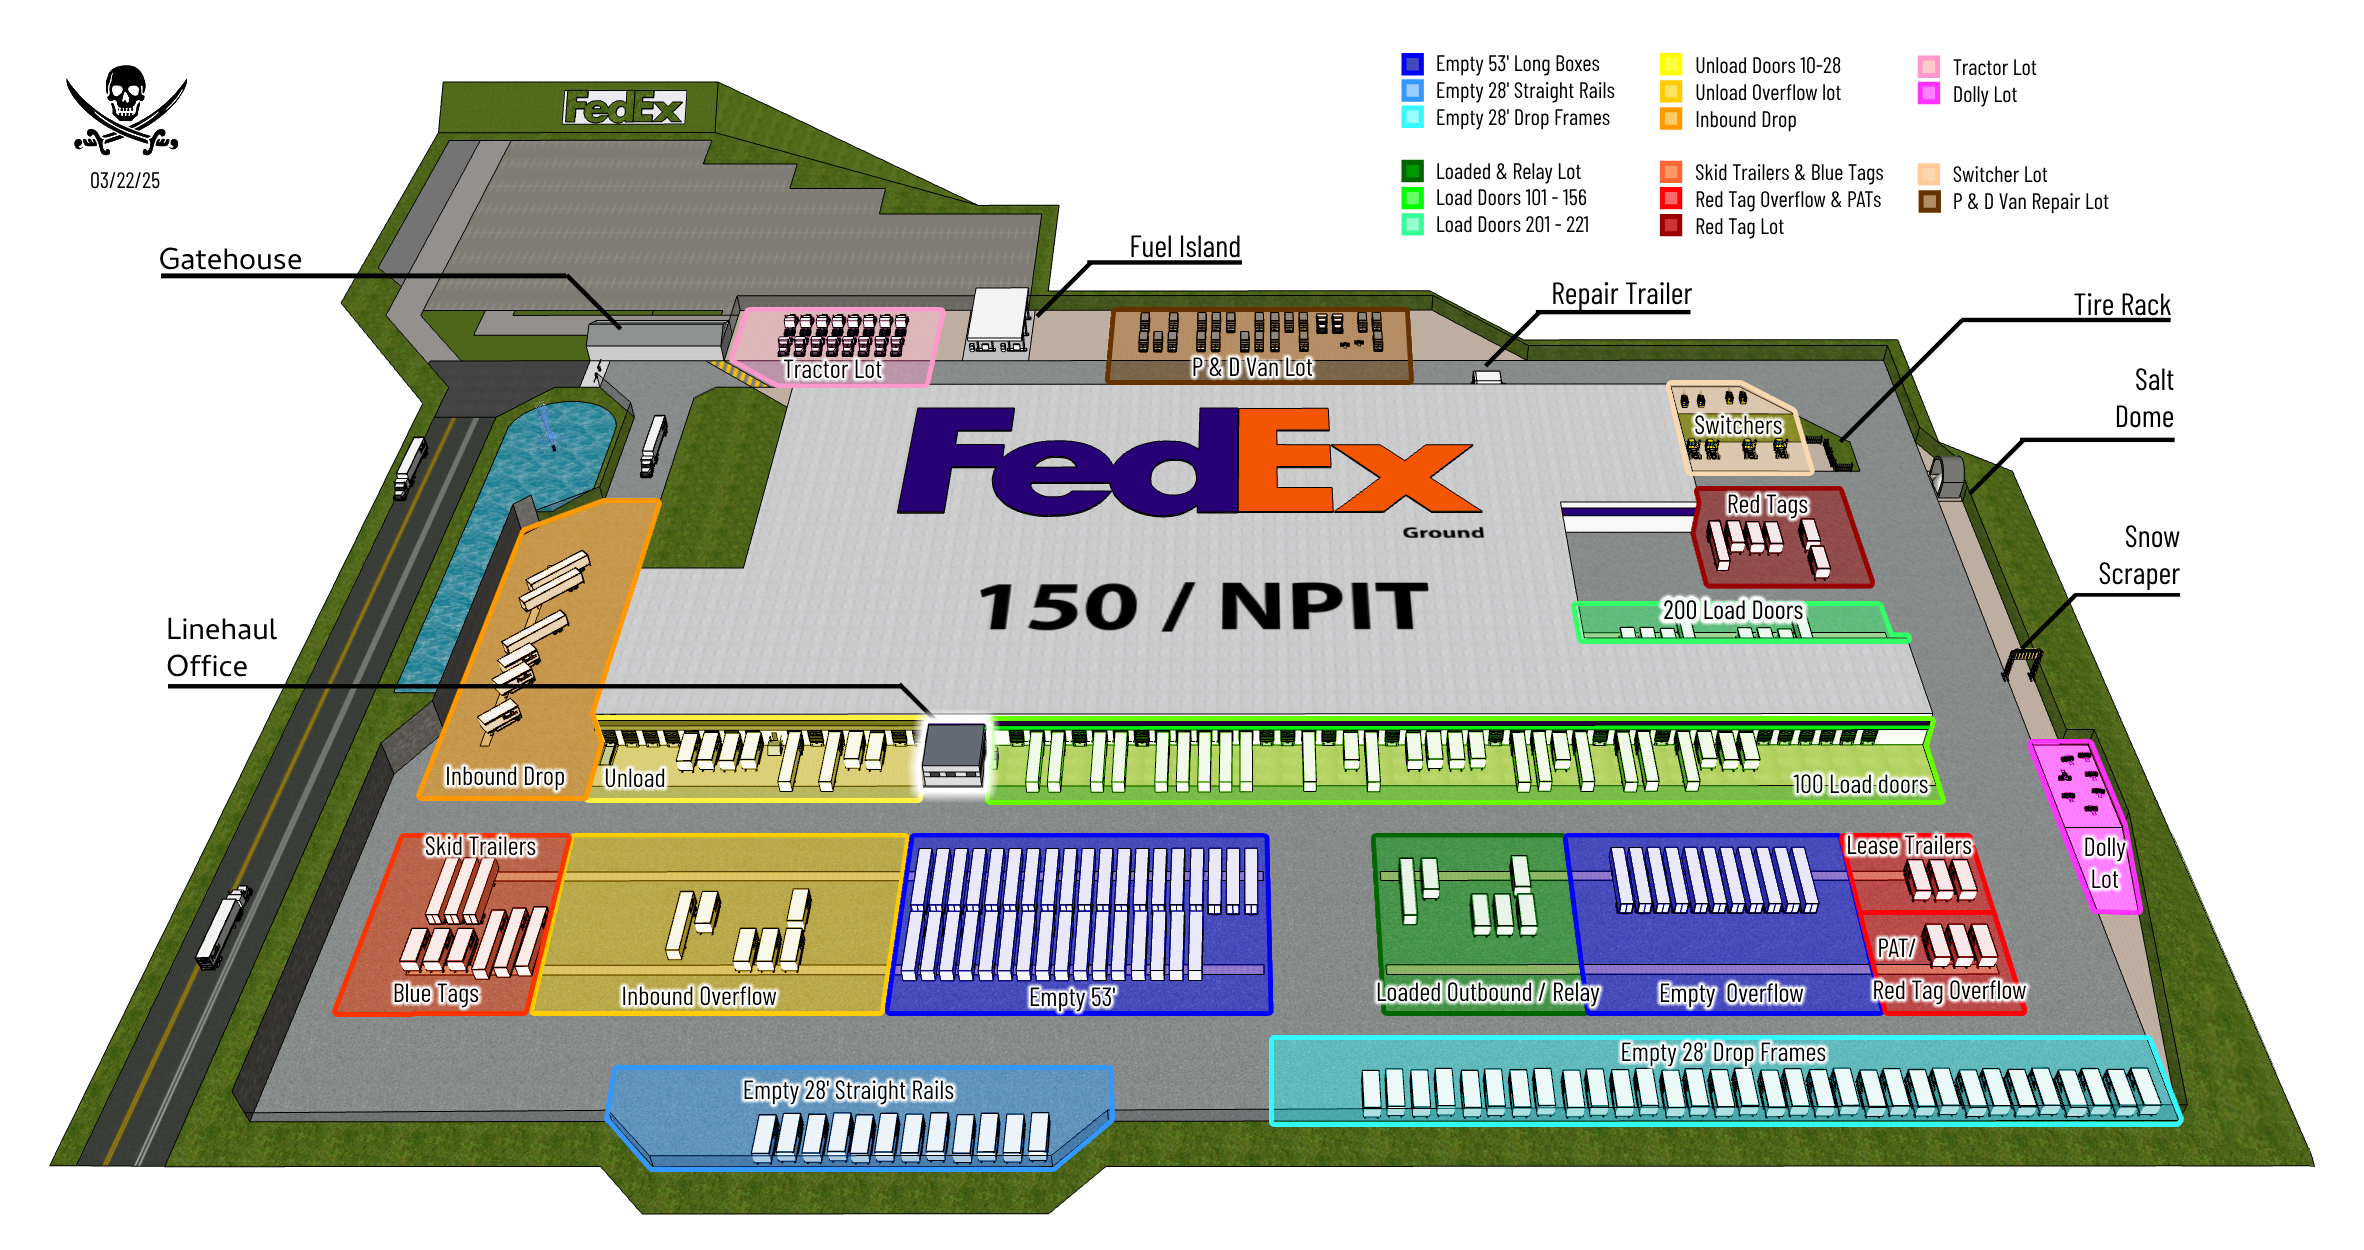 FedEx
03/22/25
Empty 53' Long Boxes
Empty 28' Straight Rails
Empty 28' Drop Frames
Unload Doors 10-28
Unload Overflow lot
Inbound Drop
Tractor Lot
Dolly Lot
Loaded & Relay Lot
Load Doors 101 - 156
Load Doors 201 - 221
Skid Trailers & Blue Tags
Red Tag Overflow & PATs
Red Tag Lot
Switcher Lot
P & D Van Repair Lot
Gatehouse
Fuel Island
Repair Trailer
Tire Rack
Salt
Dome
Snow
Scraper
Linehaul
Office
Tractor Lot
P & D Van Lot
Switchers
FedEx
Ground
150 / NPIT
Red Tags
200 Load Doors
Inbound Drop
Unload
100 Load doors
Skid Trailers
Blue Tags
Inbound Overflow
Empty 53'
Loaded Outbound / Relay
Empty Overflow
Lease Trailers
PAT/
Red Tag Overflow
Dolly
Lot
Empty 28' Straight Rails
Empty 28' Drop Frames